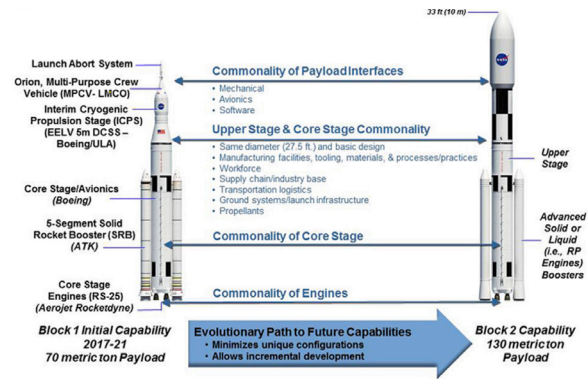 33 ft (10 m)
Launch Abort System
Orion, Multi-Purpose Crew
Vehicle (MPCV- LMCO)
Interim Cryogenic
Propulsion Stage (ICPS)
(EELV 5m DCSS –
Boeing/ULA)
Core Stage/Avionics
(Boeing)
5-Segment Solid
Rocket Booster (SRB)
(ATK)
Core Stage
Engines (RS-25)
(Aerojet Rocketdyne)
Block 1 Initial Capability
2017-21
70 metric ton Payload
Commonality of Payload Interfaces
• Mechanical
• Avionics
• Software
Upper Stage & Core Stage Commonality
• Same diameter (27.5 ft.) and basic design
• Manufacturing facilities, tooling, materials, & processes/practices
• Workforce
• Supply chain/industry base
• Transportation logistics
• Ground systems/launch infrastructure
• Propellants
Commonality of Core Stage
Commonality of Engines
Evolutionary Path to Future Capabilities
• Minimizes unique configurations
• Allows incremental development
NASA
Upper
Stage
Advanced
Solid or
Liquid
(i.e., RP
Engines)
Boosters
Block 2 Capability
130 metric ton
Payload